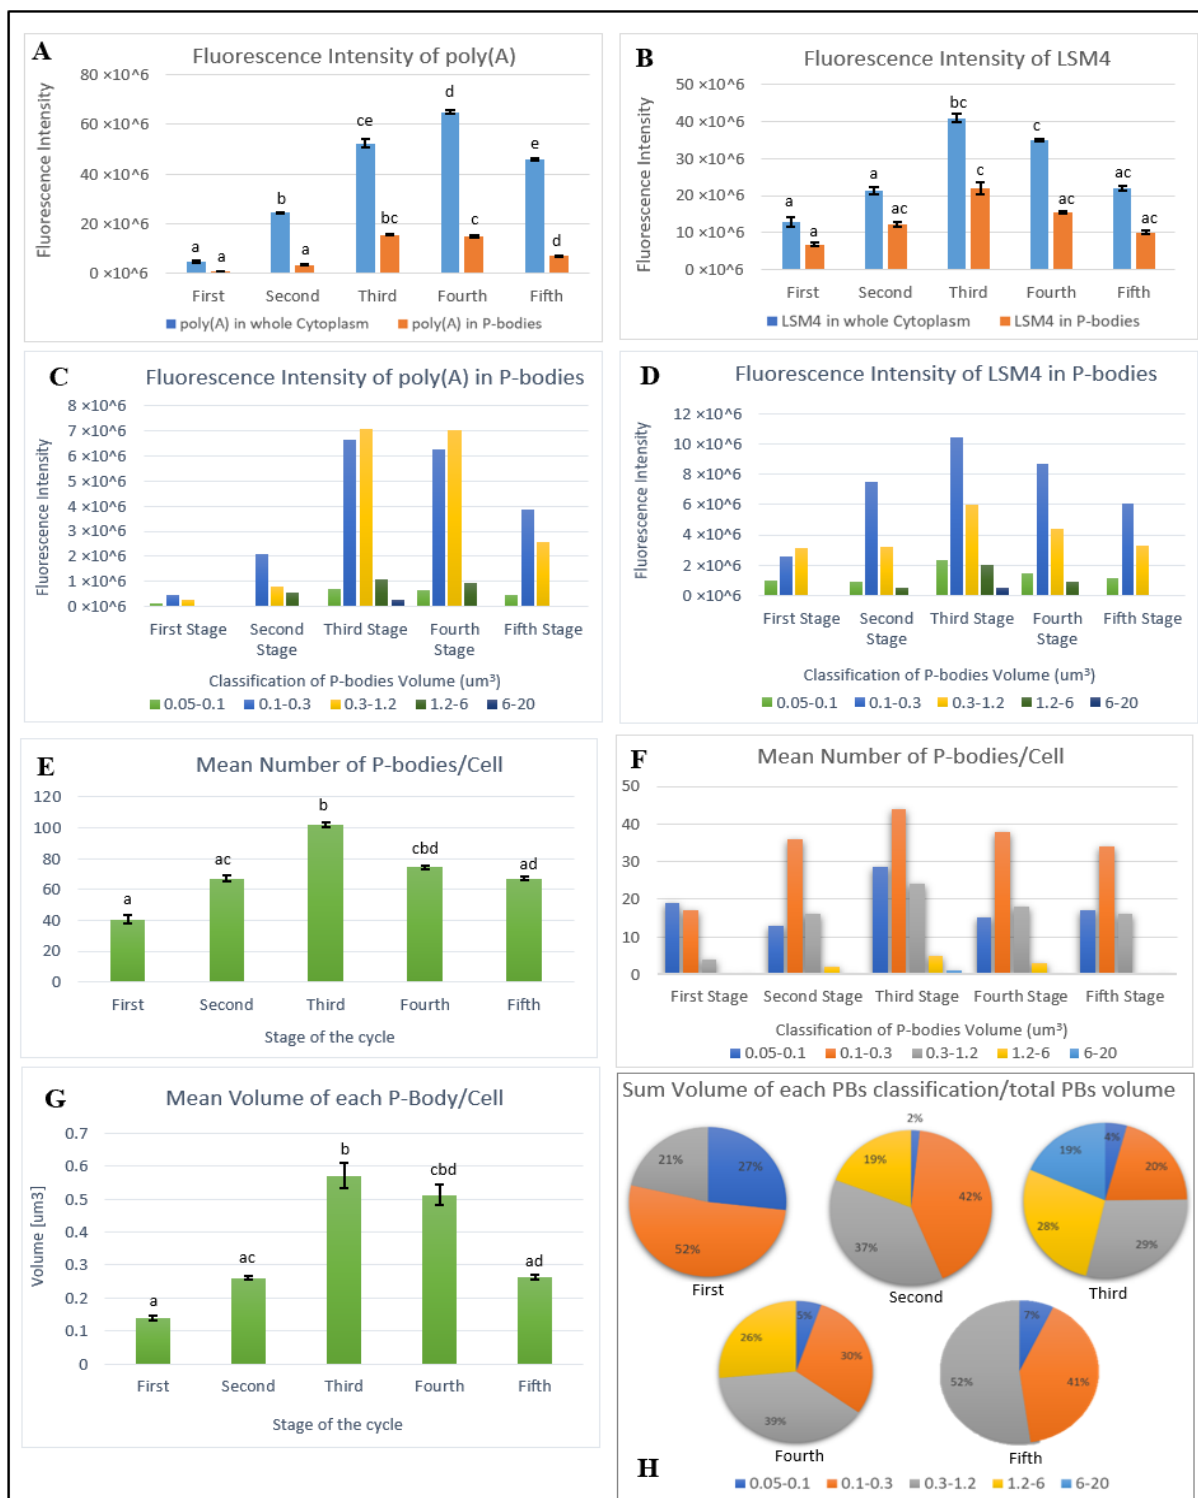 A
Fluorescence Intensity of poly(A)
Fluorescence Intensity
80 ×10^6
60 ×10^6
40 ×10^6
20 ×10^6
0 ×10^6
a
a
b
a
ce
bc
d
c
e
d
First
Second
Third
Fourth
Fifth
poly(A) in whole Cytoplasm
poly(A) in P-bodies
B
Fluorescence Intensity of LSM4
Fluorescence Intensity
50 ×10^6
40 ×10^6
30 ×10^6
20 ×10^6
10 ×10^6
0 ×10^6
a
a
a
ac
bc
c
c
ac
ac
ac
First
Second
Third
Fourth
Fifth
LSM4 in whole Cytoplasm
LSM4 in P-bodies
C
Fluorescence Intensity of poly(A) in P-bodies
Fluorescence Intensity
8 ×10^6
7 ×10^6
6 ×10^6
5 ×10^6
4 ×10^6
3 ×10^6
2 ×10^6
1 ×10^6
0 ×10^6
First Stage
Second
Stage
Third Stage
Fourth
Stage
Fifth Stage
Classification of P-bodies Volume (um³)
0.05-0.1
0.1-0.3
0.3-1.2
1.2-6
6-20
D
Fluorescence Intensity of LSM4 in P-bodies
Fluorescence Intensity
12 ×10^6
10 ×10^6
8 ×10^6
6 ×10^6
4 ×10^6
2 ×10^6
0 ×10^6
First Stage
Second
Stage
Third Stage
Fourth
Stage
Fifth Stage
Classification of P-bodies Volume (um³)
0.05-0.1
0.1-0.3
0.3-1.2
1.2-6
6-20
E
Mean Number of P-bodies/Cell
120
100
80
60
40
20
0
a
ac
b
cbd
ad
First
Second
Third
Fourth
Fifth
Stage of the cycle
F
Mean Number of P-bodies/Cell
50
40
30
20
10
0
First Stage
Second Stage
Third Stage
Fourth Stage
Fifth Stage
Classification of P-bodies Volume (um³)
0.05-0.1
0.1-0.3
0.3-1.2
1.2-6
6-20
G
Mean Volume of each P-Body/Cell
Volume [um3]
0.7
0.6
0.5
0.4
0.3
0.2
0.1
0
a
ac
b
cbd
ad
First
Second
Third
Fourth
Fifth
Stage of the cycle
Sum Volume of each PBs classification/total PBs volume
21%
27%
52%
First
2%
19%
42%
37%
Second
4%
19%
20%
28%
29%
Third
5%
26%
30%
39%
Fourth
7%
52%
41%
Fifth
H
0.05-0.1
0.1-0.3
0.3-1.2
1.2-6
6-20